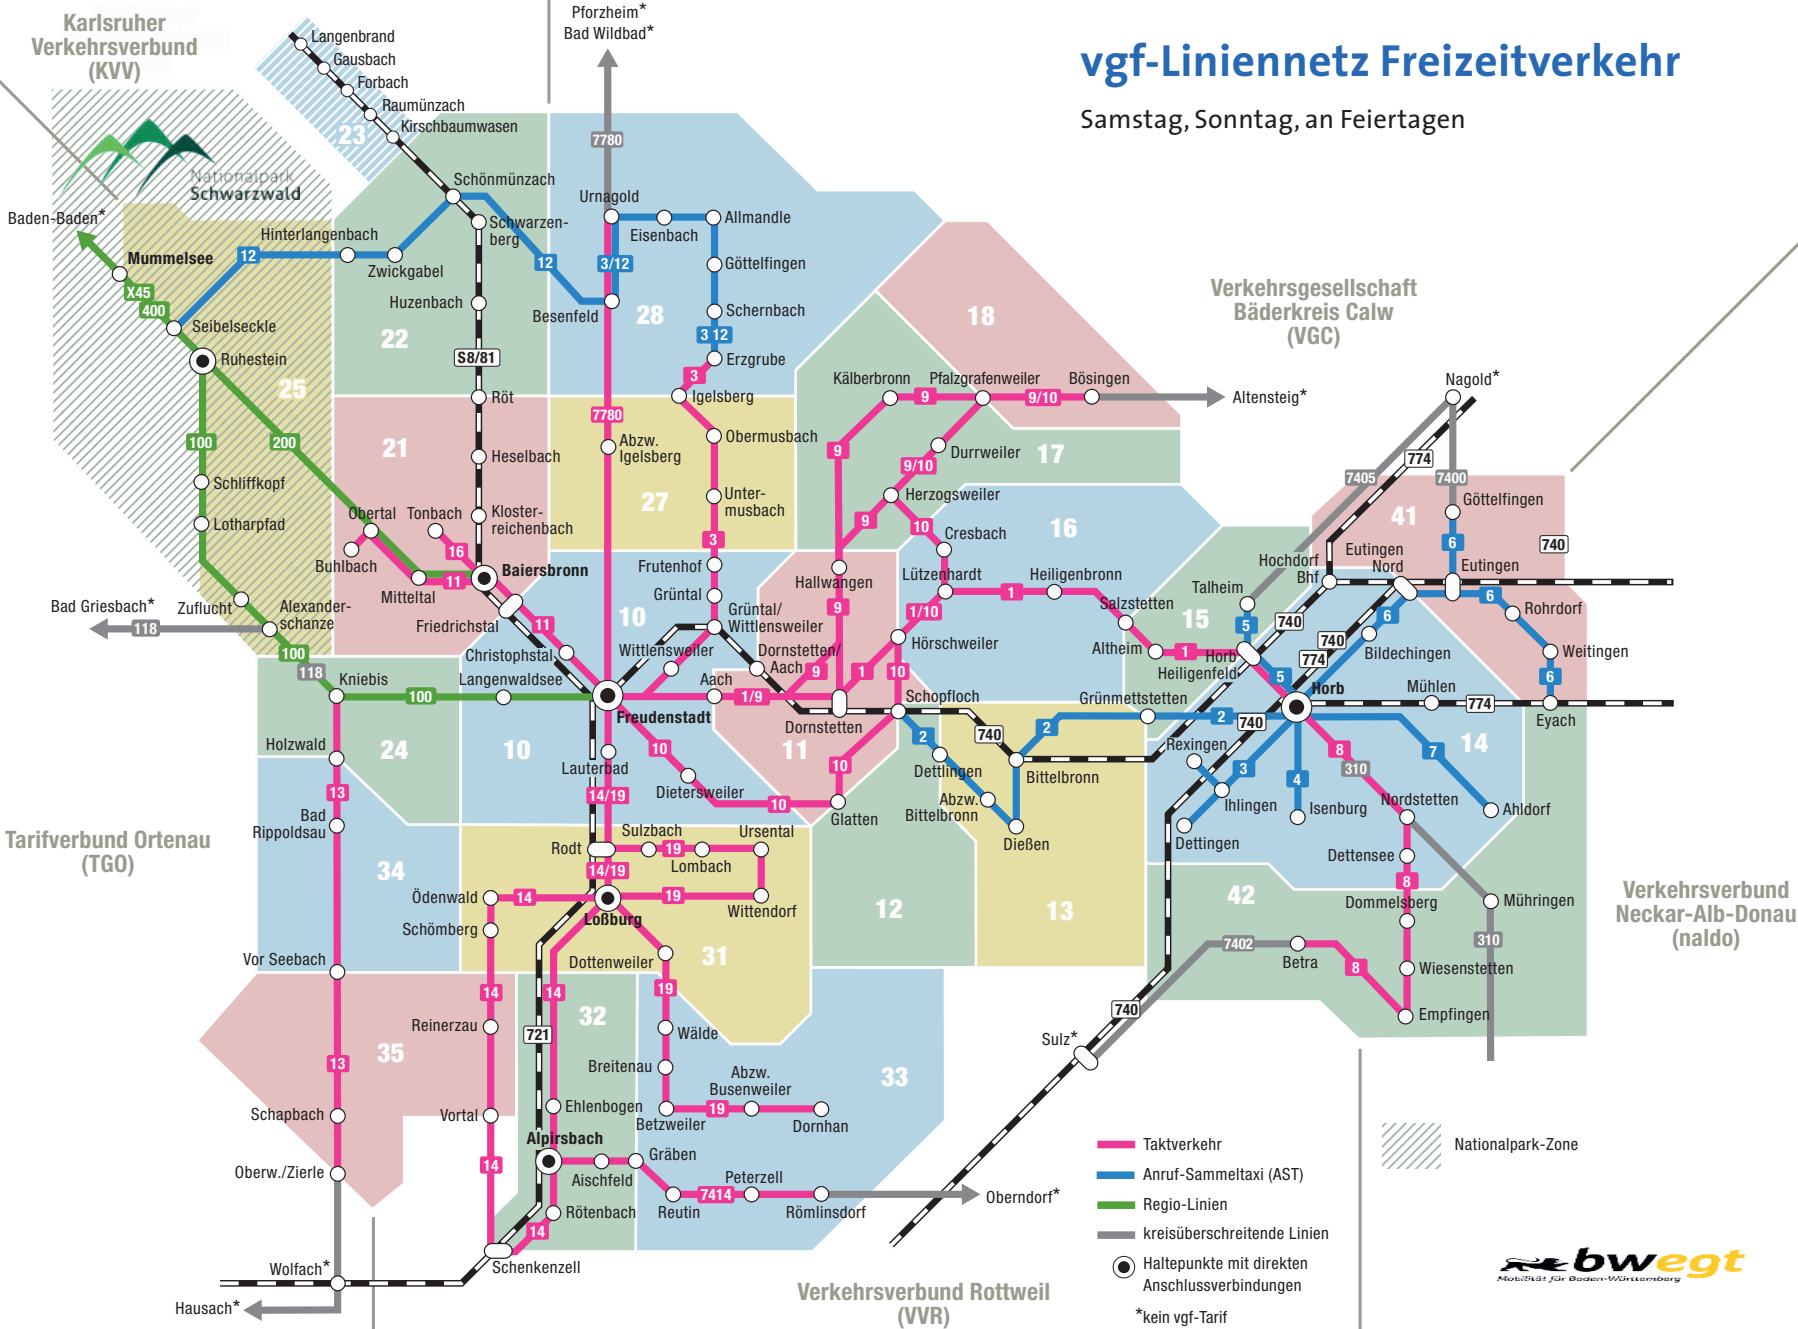 vgf-Liniennetz Freizeitverkehr
Samstag, Sonntag, an Feiertagen
Karlsruher
Verkehrsverbund
(KVV)
Pforzheim*
Bad Wildbad*
Langenbrand
Gausbach
Forbach
Raumünzach
Kirschbaumwasen
23
7780
Nationalpark
Schwarzwald
Schönmünzach
Baden-Baden*
Mummelsee
Hinterlangenbach
12
Zwickgabel
Schwarzen-
berg
12
Urnagold
Eisenbach
Allmandle
3/12
Göttelfingen
X45
400
Seibelseckle
Huzenbach
Besenfeld
28
Schernbach
3 12
Erzgrube
3
Igelsberg
22
S8/81
Ruhestein
25
Röt
7780
Abzw.
Igelsberg
Obermusbach
100
200
21
Heselbach
27
Unter-
musbach
3
Schliffkopf
Lotharpfad
Obertal
Tonbach
Kloster-
reichenbach
16
Buhlbach
11
Mitteltal
Baiersbronn
Frutenhof
Grüntal
10
Grüntal/
Wittlensweiler
Friedrichstal
11
Christophstal
Wittlensweiler
Dornstetten/
Aach
Bad Griesbach*
118
Zuflucht
Alexander-
schanze
100
118
Kniebis
100
Langenwaldsee
Freudenstadt
Aach
1/9
9
1
Dornstetten
Verkehrsgesellschaft
Bäderkreis Calw
(VGC)
18
Kälberbronn
9
Pfalzgrafenweiler
9/10
Bösingen
Altensteig*
9
Durrweiler
17
9/10
Herzogsweiler
9
10
Cresbach
16
Hallwangen
9
Lützenhardt
1
Heiligenbronn
1/10
Hörschweiler
10
Schopfloch
Salzstetten
Altheim
1
15
Talheim
5
Horb
Heiligenfeld
5
Hochdorf
Bhf
740
740
774
Nagold*
774
7405
7400
Göttelfingen
41
6
740
Eutingen
Nord
Eutingen
6
6
Rohrdorf
Bildechingen
Weitingen
6
Horb
Mühlen
774
Eyach
Grünmettstetten
2
2
740
740
Bittelbronn
2
Dettlingen
Abzw.
Bittelbronn
Dießen
Rexingen
3
Ihlingen
Dettingen
4
Isenburg
8
310
7
14
Ahldorf
Nordstetten
Dettensee
8
Dommelsberg
Mühringen
310
Wiesenstetten
Empfingen
42
7402
Betra
8
740
Sulz*
Holzwald
24
10
13
Bad
Rippoldsau
34
Vor Seebach
Lauterbad
14/19
10
Dietersweiler
10
11
10
Glatten
Rodt
Sulzbach
19
Lombach
Ursental
14/19
Ödenwald
14
Loßburg
19
Wittendorf
12
13
Schömberg
Dottenweiler
31
14
14
19
32
Wälde
721
Reinerzau
35
13
Breitenau
Abzw.
Busenweiler
33
Schapbach
Vortal
Ehlenbogen
Betzweiler
19
Dornhan
Alpirsbach
14
Aischfeld
Gräben
Oberw./Zierle
Rötenbach
14
Reutin
7414
Peterzell
Römlinsdorf
Oberndorf*
Schenkenzell
Wolfach*
Hausach*
Tarifverbund Ortenau
(TGO)
Verkehrsverbund
Neckar-Alb-Donau
(naldo)
Verkehrsverbund Rottweil
(VVR)
Taktverkehr
Anruf-Sammeltaxi (AST)
Regio-Linien
kreisüberschreitende Linien
Haltepunkte mit direkten
Anschlussverbindungen
*kein vgf-Tarif
Nationalpark-Zone
bwegt
Mobilität für Baden-Württemberg